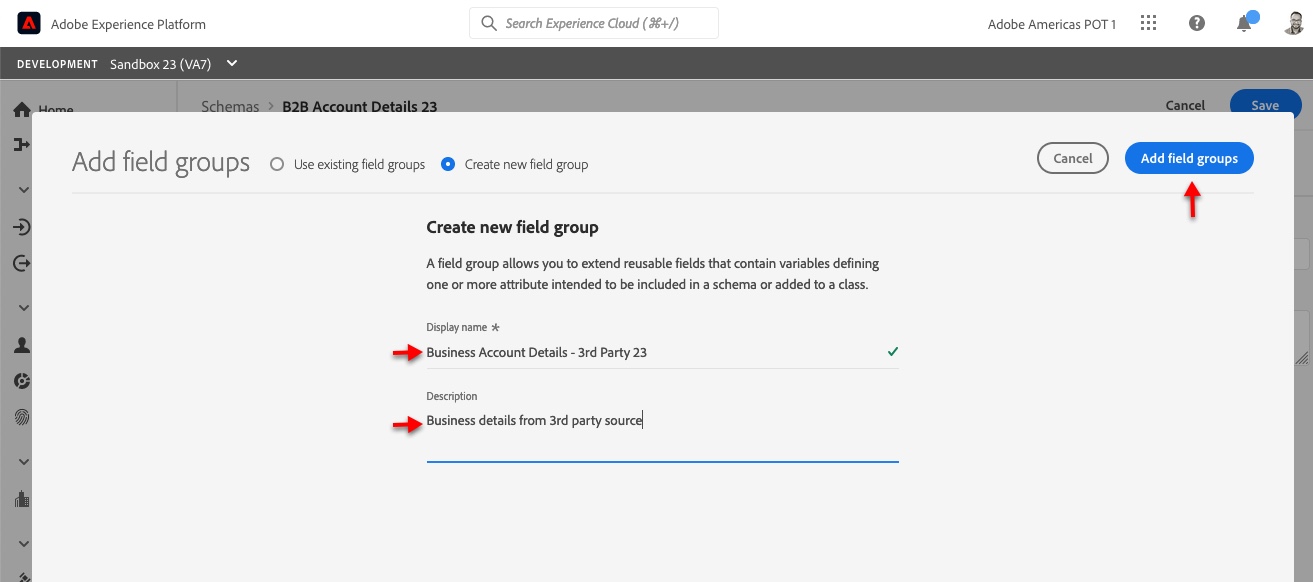 Adobe Experience Platform
Search Experience Cloud (⌘+/)
Adobe Americas POT 1
DEVELOPMENT Sandbox 23 (VA7)
Home
Schemas > B2B Account Details 23
Cancel
Save
Add field groups
Use existing field groups
Create new field group
Cancel
Add field groups
Create new field group
A field group allows you to extend reusable fields that contain variables defining
one or more attribute intended to be included in a schema or added to a class.
Display name *
Business Account Details - 3rd Party 23
Description
Business details from 3rd party source